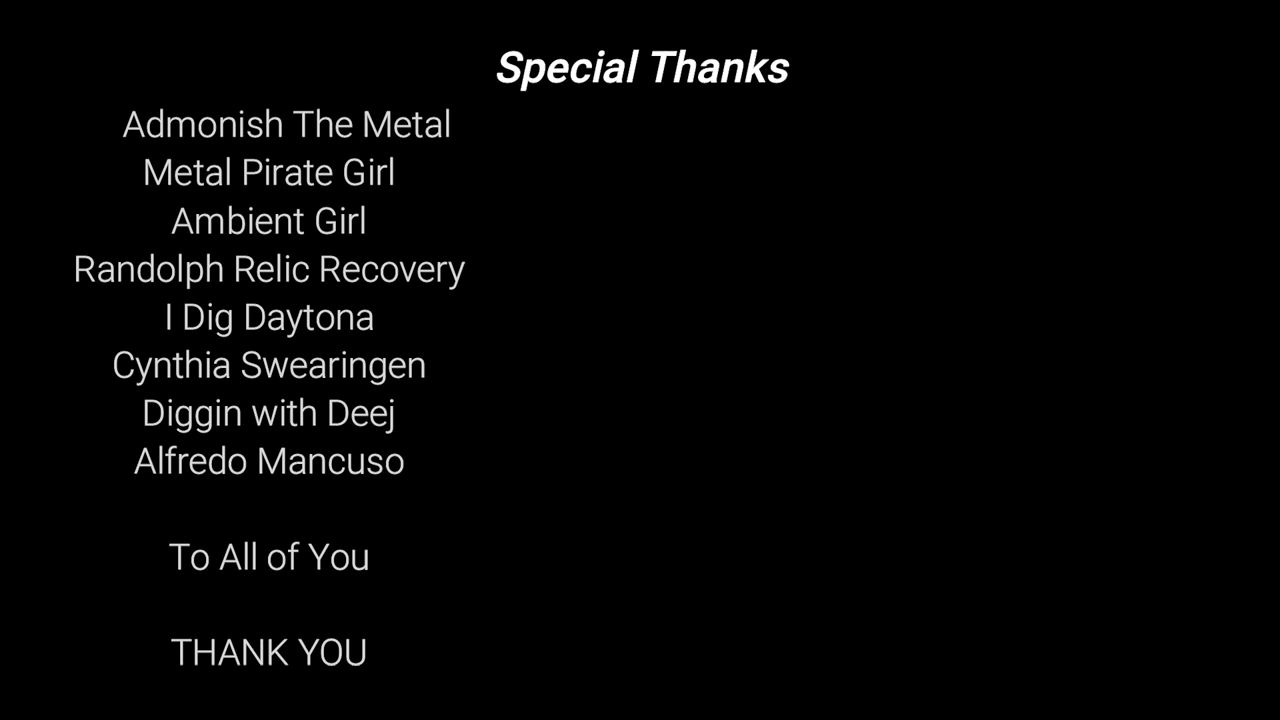 Special Thanks
Admonish The Metal
Metal Pirate Girl
Ambient Girl
Randolph Relic Recovery
I Dig Daytona
Cynthia Swearingen
Diggin with Deej
Alfredo Mancuso
To All of You
THANK YOU